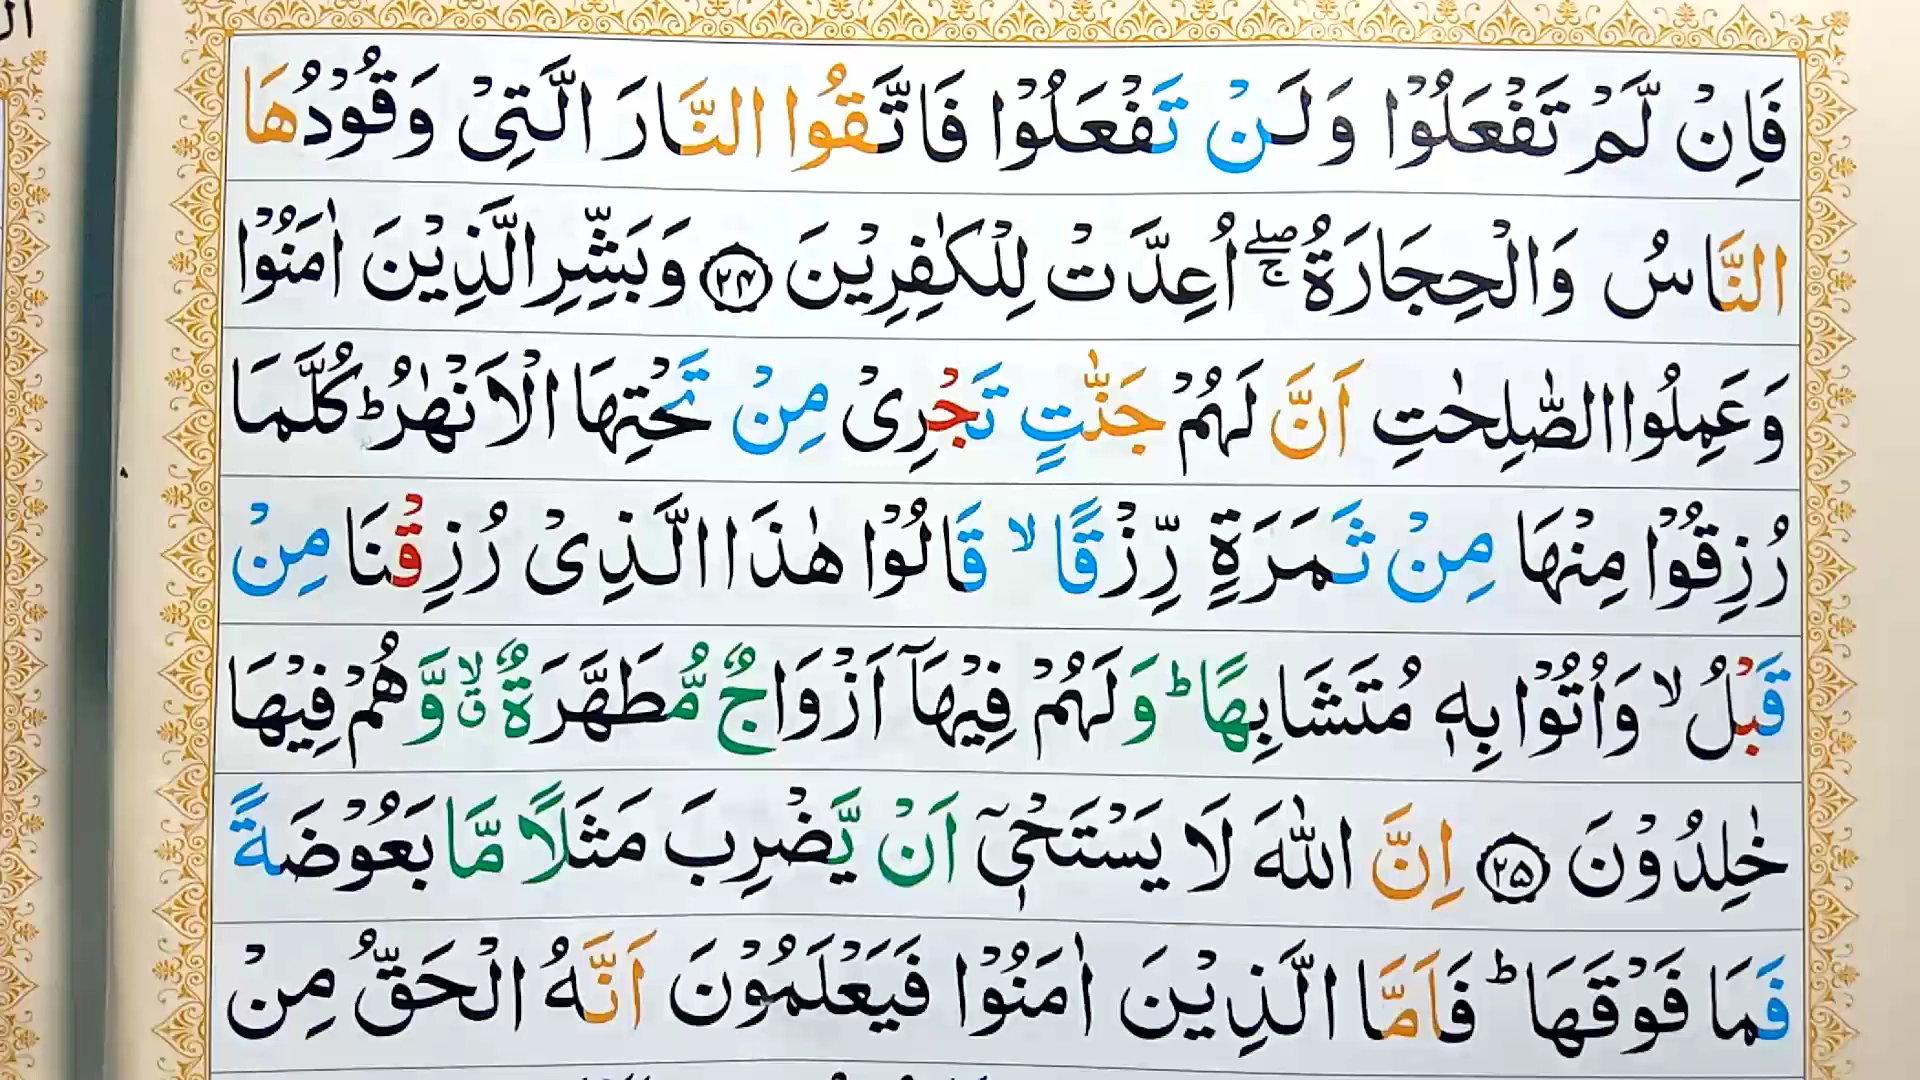 فَاِنْ لَّمْ تَفْعَلُوْا وَلَنْ تَفْعَلُوْا فَاتَّقُوا النَّارَ الَّتِیْ وَقُوْدُهَا
النَّاسُ وَالْحِجَارَةُ ۖۚ اُعِدَّتْ لِلْكٰفِرِیْنَ ﴿۲۴﴾ وَبَشِّرِ الَّذِیْنَ اٰمَنُوْا
وَعَمِلُوا الصّٰلِحٰتِ اَنَّ لَهُمْ جَنّٰتٍ تَجْرِیْ مِنْ تَحْتِهَا الْاَنْهٰرُ ؕ كُلَّمَا
رُزِقُوْا مِنْهَا مِنْ ثَمَرَةٍ رِّزْقًا ۙ قَالُوْا هٰذَا الَّذِیْ رُزِقْنَا مِنْ
قَبْلُ ۙ وَاُتُوْا بِهٖ مُتَشَابِهًا ؕ وَلَهُمْ فِیْهَاۤ اَزْوَاجٌ مُّطَهَّرَةٌ ۙۗ وَّهُمْ فِیْهَا
خٰلِدُوْنَ ﴿۲۵﴾ اِنَّ اللّٰهَ لَا یَسْتَحْیٖۤ اَنْ یَّضْرِبَ مَثَلًا مَّا بَعُوْضَةً
فَمَا فَوْقَهَا ؕ فَاَمَّا الَّذِیْنَ اٰمَنُوْا فَیَعْلَمُوْنَ اَنَّهُ الْحَقُّ مِنْ